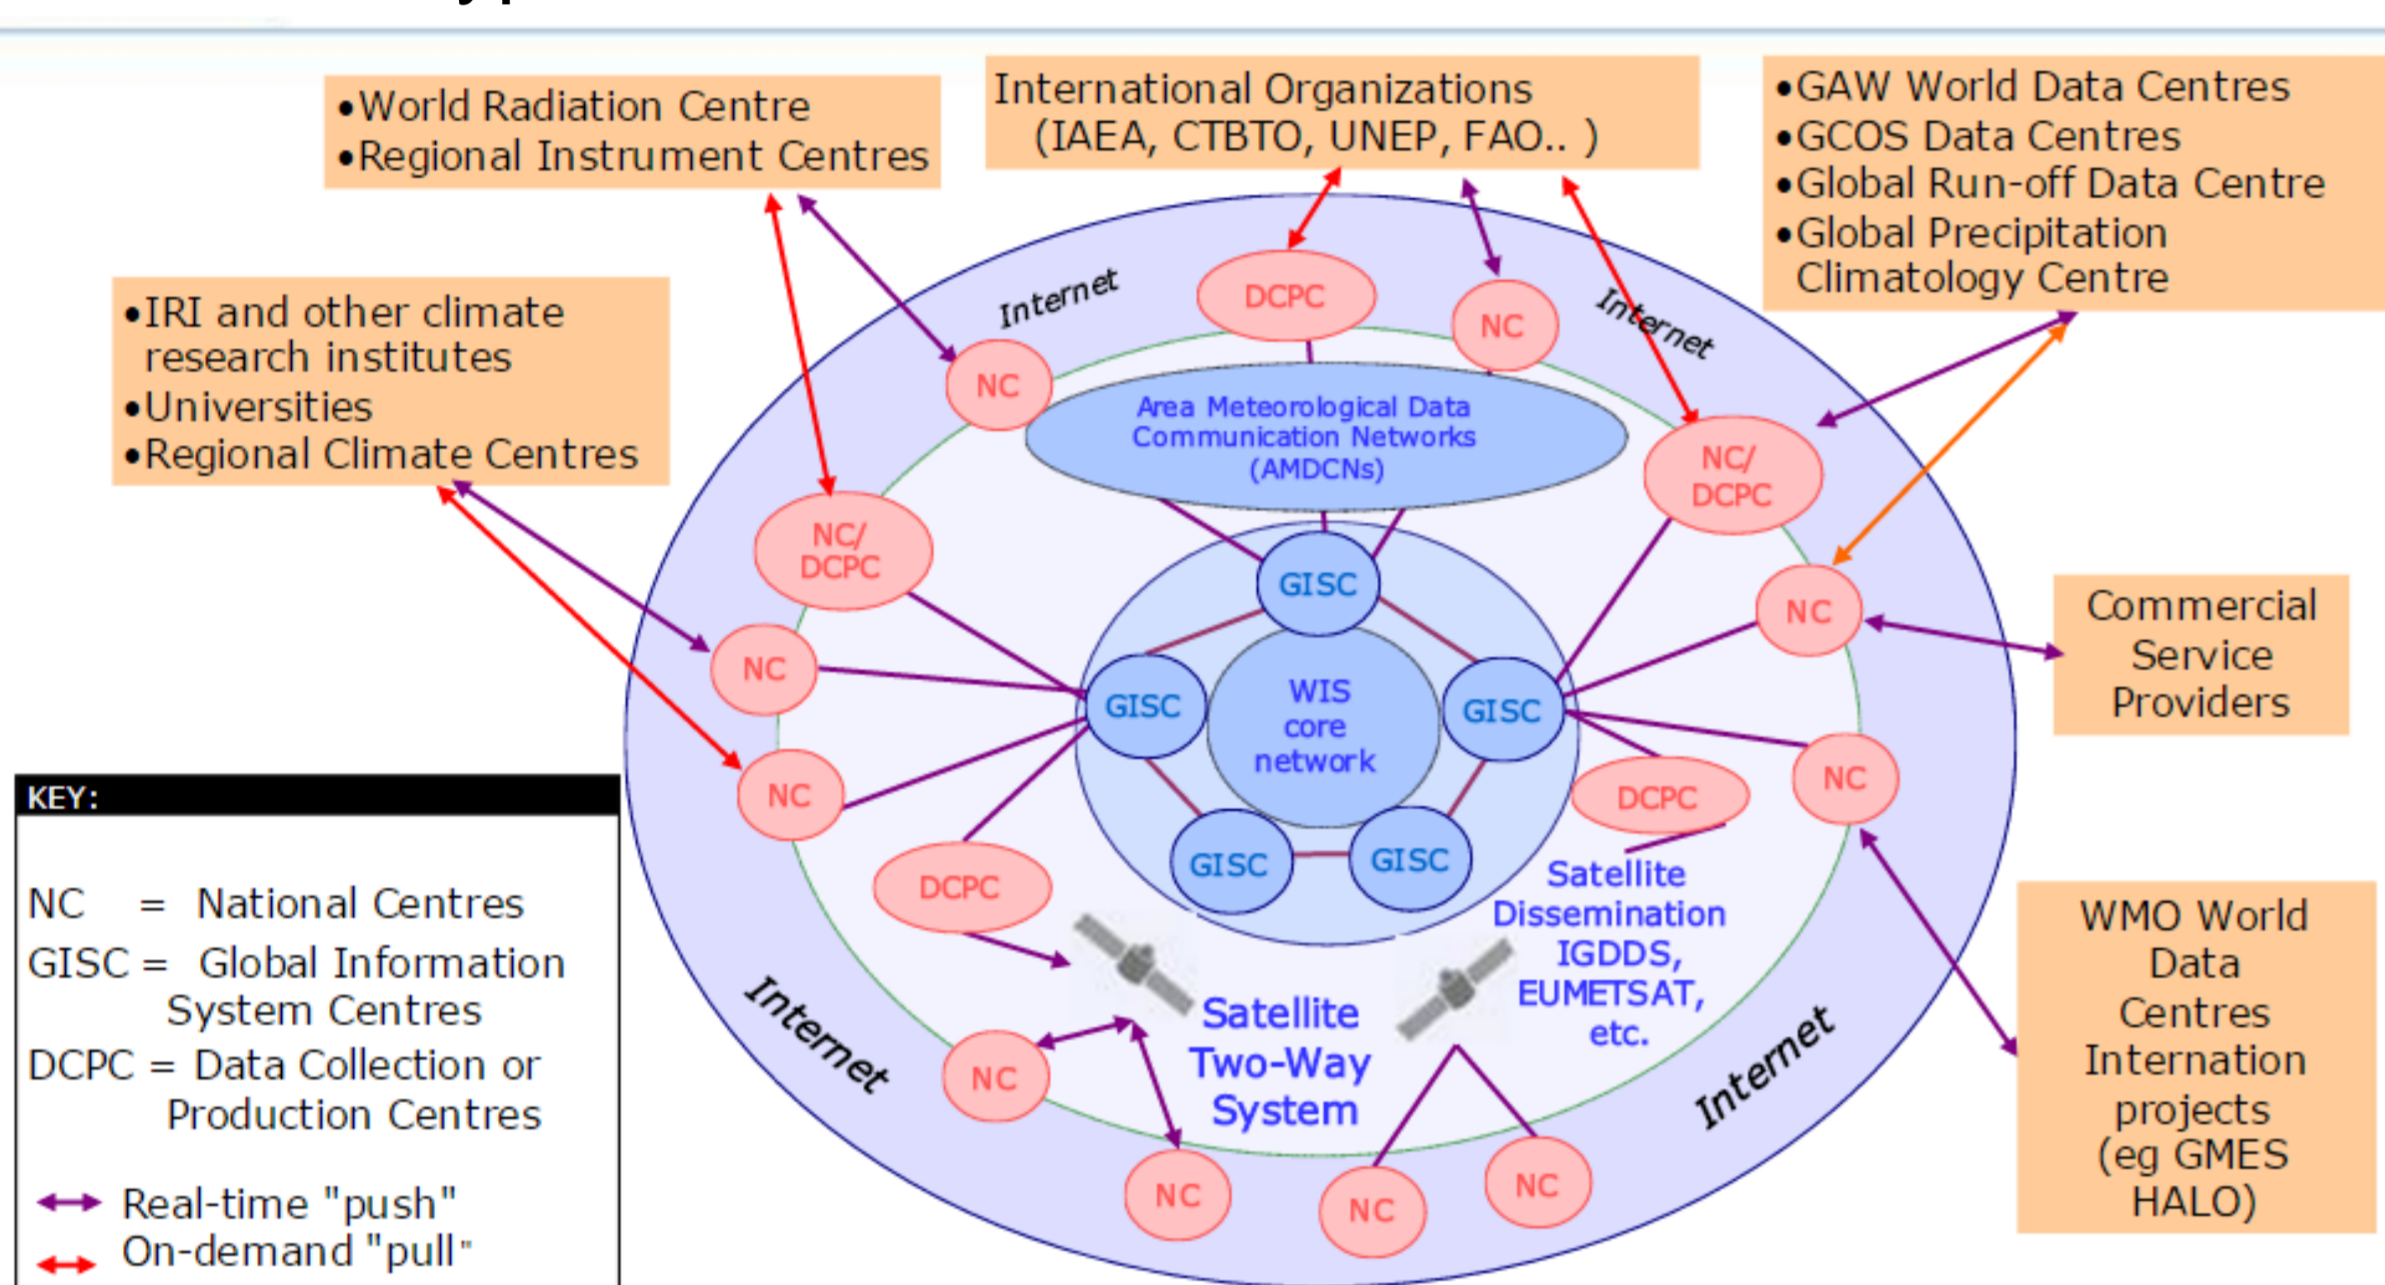 •World Radiation Centre
•Regional Instrument Centres
International Organizations
(IAEA, CTBTO, UNEP, FAO.. )
•GAW World Data Centres
•GCOS Data Centres
•Global Run-off Data Centre
•Global Precipitation
Climatology Centre
•IRI and other climate
research institutes
•Universities
•Regional Climate Centres
Internet
DCPC
NC
Internet
NC
Area Meteorological Data
Communication Networks
(AMDCNs)
NC/
DCPC
NC/
DCPC
GISC
NC
Commercial
Service
Providers
NC
GISC
WIS
core
network
GISC
NC
DCPC
NC
GISC
GISC
DCPC
Satellite
Dissemination
IGDDS,
EUMETSAT,
etc.
Satellite
Two-Way
System
Internet
Internet
NC
NC
NC
NC
WMO World
Data
Centres
Internation
projects
(eg GMES
HALO)
KEY:
NC = National Centres
GISC = Global Information
System Centres
DCPC = Data Collection or
Production Centres
Real-time "push"
On-demand "pull"